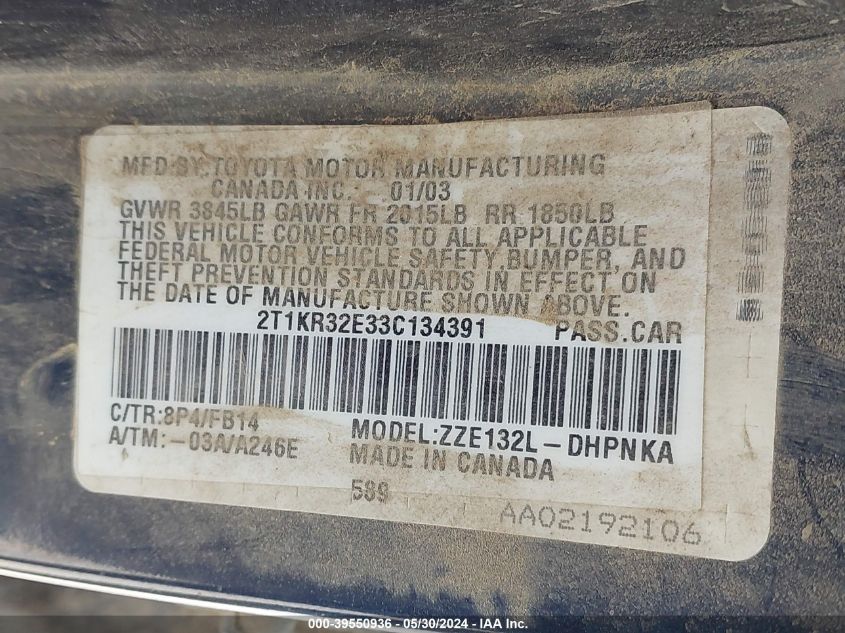 MFD BY TOYOTA MOTOR MANUFACTURING
CANADA INC. 01/03
GVWR 3845LB GAWR FR 2015LB RR 1850LB
THIS VEHICLE CONFORMS TO ALL APPLICABLE
FEDERAL MOTOR VEHICLE SAFETY,BUMPER, AND
THEFT PREVENTION STANDARDS IN EFFECT ON
THE DATE OF MANUFACTURE SHOWN ABOVE.
2T1KR32E33C134391 PASS.CAR
C/TR:8P4/FB14
A/TM:-03A/A246E
MODEL:ZZE132L-DHPNKA
MADE IN CANADA
589
AA02192106
000-39550936 - 05/30/2024 - IAA Inc.